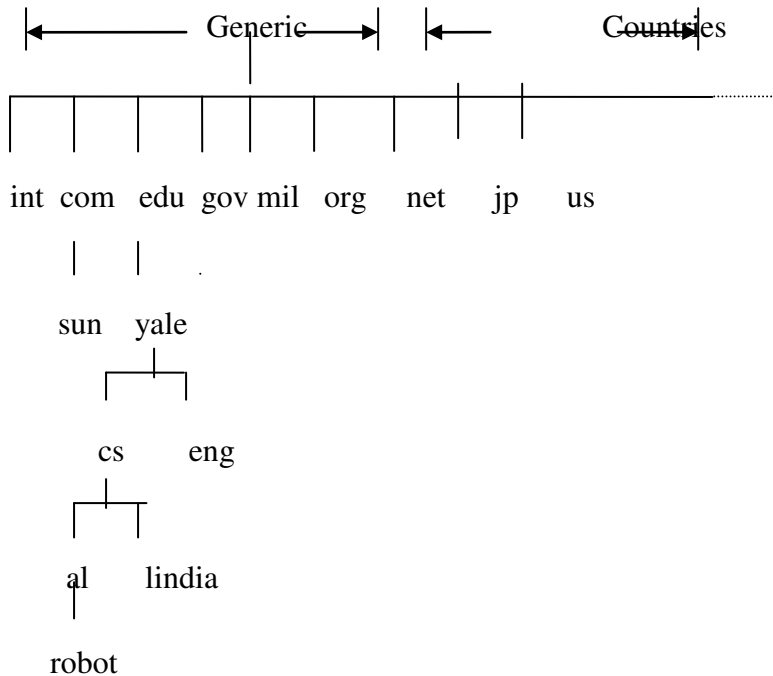 Generic Countries
int com edu gov mil org net jp us
sun yale
cs eng
al lindia
robot